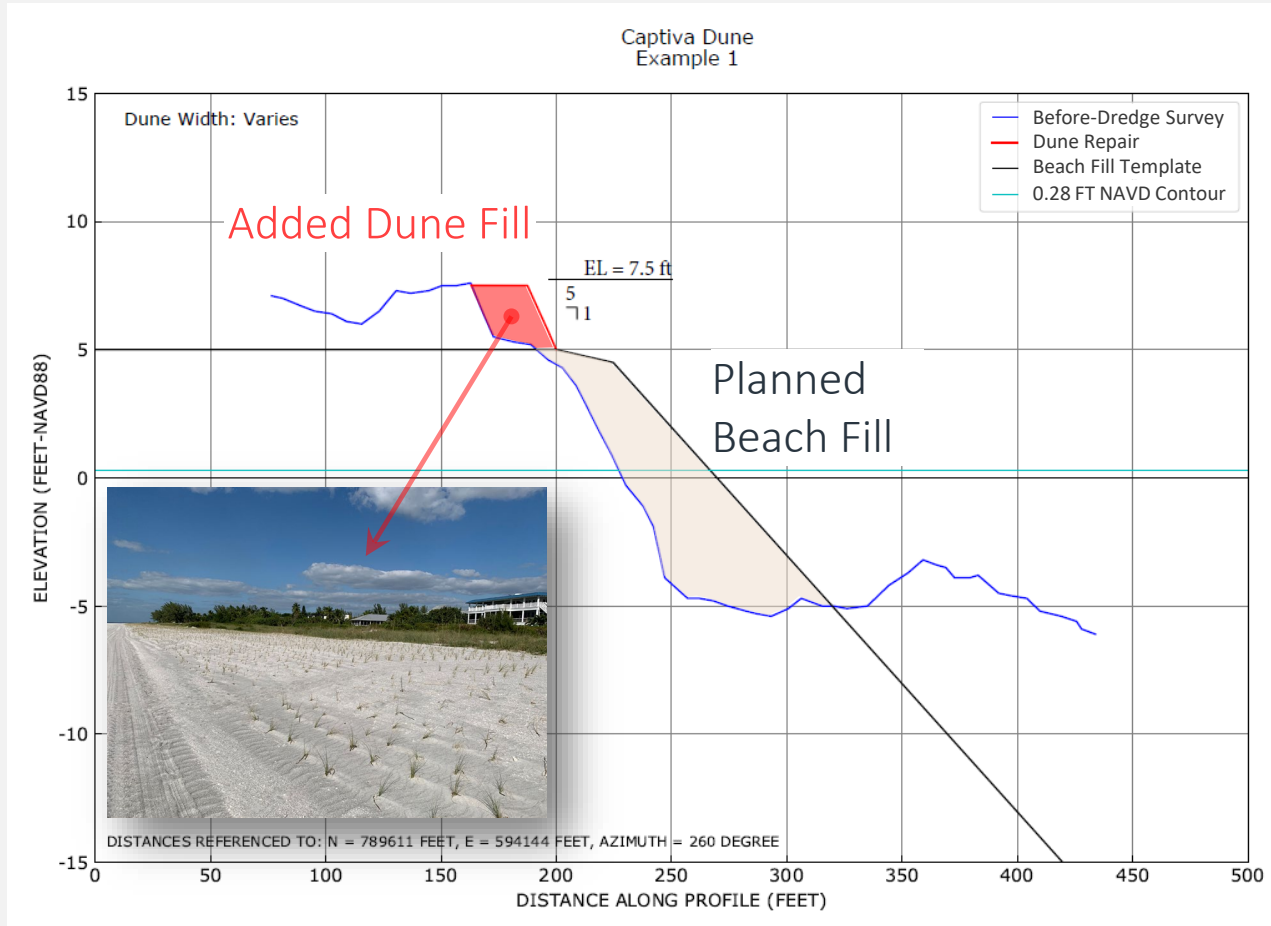 Captiva Dune
Example 1
Dune Width: Varies
Before-Dredge Survey
Dune Repair
Beach Fill Template
0.28 FT NAVD Contour
Added Dune Fill
EL = 7.5 ft
5
1
Planned
Beach Fill
ELEVATION (FEET-NAVD88)
15
10
5
0
-5
-10
-15
DISTANCES REFERENCED TO: N = 789611 FEET, E = 594144 FEET, AZIMUTH = 260 DEGREE
0 50 100 150 200 250 300 350 400 450 500
DISTANCE ALONG PROFILE (FEET)